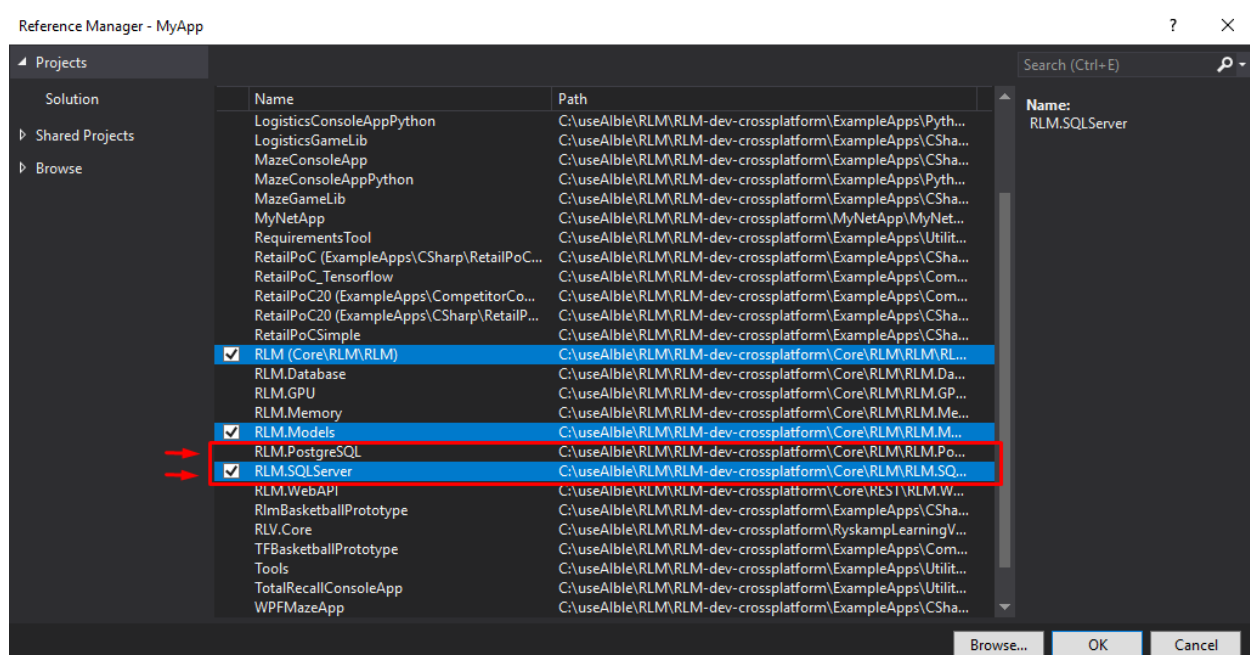 Reference Manager - MyApp ? ×
Projects
Search (Ctrl+E)
Solution
Shared Projects
Browse
Name Path
LogisticsConsoleAppPython C:\useAIble\RLM\RLM-dev-crossplatform\ExampleApps\Pyth...
LogisticsGameLib C:\useAIble\RLM\RLM-dev-crossplatform\ExampleApps\CSha...
MazeConsoleApp C:\useAIble\RLM\RLM-dev-crossplatform\ExampleApps\CSha...
MazeConsoleAppPython C:\useAIble\RLM\RLM-dev-crossplatform\ExampleApps\Pyth...
MazeGameLib C:\useAIble\RLM\RLM-dev-crossplatform\ExampleApps\CSha...
MyNetApp C:\useAIble\RLM\RLM-dev-crossplatform\MyNetApp\MyNet...
RequirementsTool C:\useAIble\RLM\RLM-dev-crossplatform\ExampleApps\Utilit...
RetailPoC (ExampleApps\CSharp\RetailPoC... C:\useAIble\RLM\RLM-dev-crossplatform\ExampleApps\CSha...
RetailPoC_Tensorflow C:\useAIble\RLM\RLM-dev-crossplatform\ExampleApps\Com...
RetailPoC20 (ExampleApps\CompetitorCo... C:\useAIble\RLM\RLM-dev-crossplatform\ExampleApps\Com...
RetailPoC20 (ExampleApps\CSharp\RetailP... C:\useAIble\RLM\RLM-dev-crossplatform\ExampleApps\CSha...
RetailPoCSimple C:\useAIble\RLM\RLM-dev-crossplatform\ExampleApps\CSha...
RLM (Core\RLM\RLM) C:\useAIble\RLM\RLM-dev-crossplatform\Core\RLM\RLM\RL...
RLM.Database C:\useAIble\RLM\RLM-dev-crossplatform\Core\RLM\RLM.Da...
RLM.GPU C:\useAIble\RLM\RLM-dev-crossplatform\Core\RLM\RLM.GP...
RLM.Memory C:\useAIble\RLM\RLM-dev-crossplatform\Core\RLM\RLM.Me...
RLM.Models C:\useAIble\RLM\RLM-dev-crossplatform\Core\RLM\RLM.M...
RLM.PostgreSQL C:\useAIble\RLM\RLM-dev-crossplatform\Core\RLM\RLM.Po...
RLM.SQLServer C:\useAIble\RLM\RLM-dev-crossplatform\Core\RLM\RLM.SQ...
RLM.WebAPI C:\useAIble\RLM\RLM-dev-crossplatform\Core\REST\RLM.W...
RlmBasketballPrototype C:\useAIble\RLM\RLM-dev-crossplatform\ExampleApps\CSha...
RLV.Core C:\useAIble\RLM\RLM-dev-crossplatform\RyskampLearningV...
TFBasketballPrototype C:\useAIble\RLM\RLM-dev-crossplatform\ExampleApps\Com...
Tools C:\useAIble\RLM\RLM-dev-crossplatform\ExampleApps\Utilit...
TotalRecallConsoleApp C:\useAIble\RLM\RLM-dev-crossplatform\ExampleApps\Utilit...
WPFMazeApp C:\useAIble\RLM\RLM-dev-crossplatform\ExampleApps\CSha...
Name:
RLM.SQLServer
Browse... OK Cancel